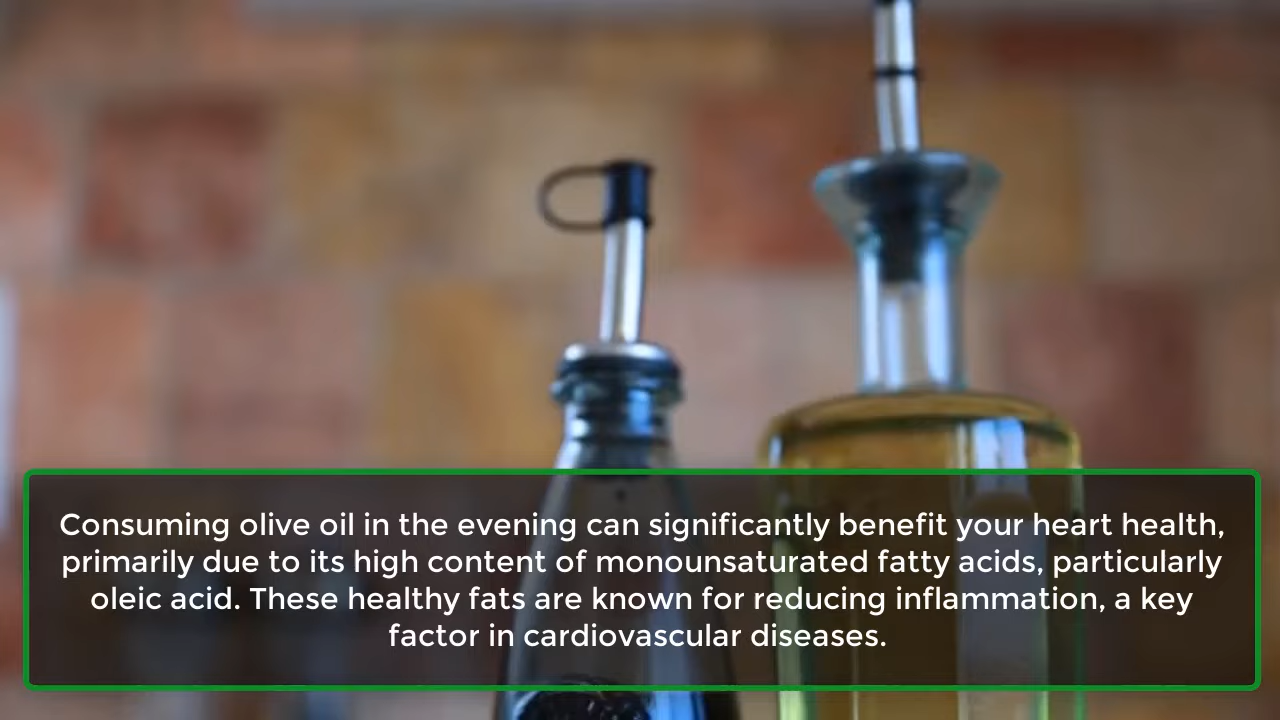 Consuming olive oil in the evening can significantly benefit your heart health,
primarily due to its high content of monounsaturated fatty acids, particularly
oleic acid. These healthy fats are known for reducing inflammation, a key
factor in cardiovascular diseases.